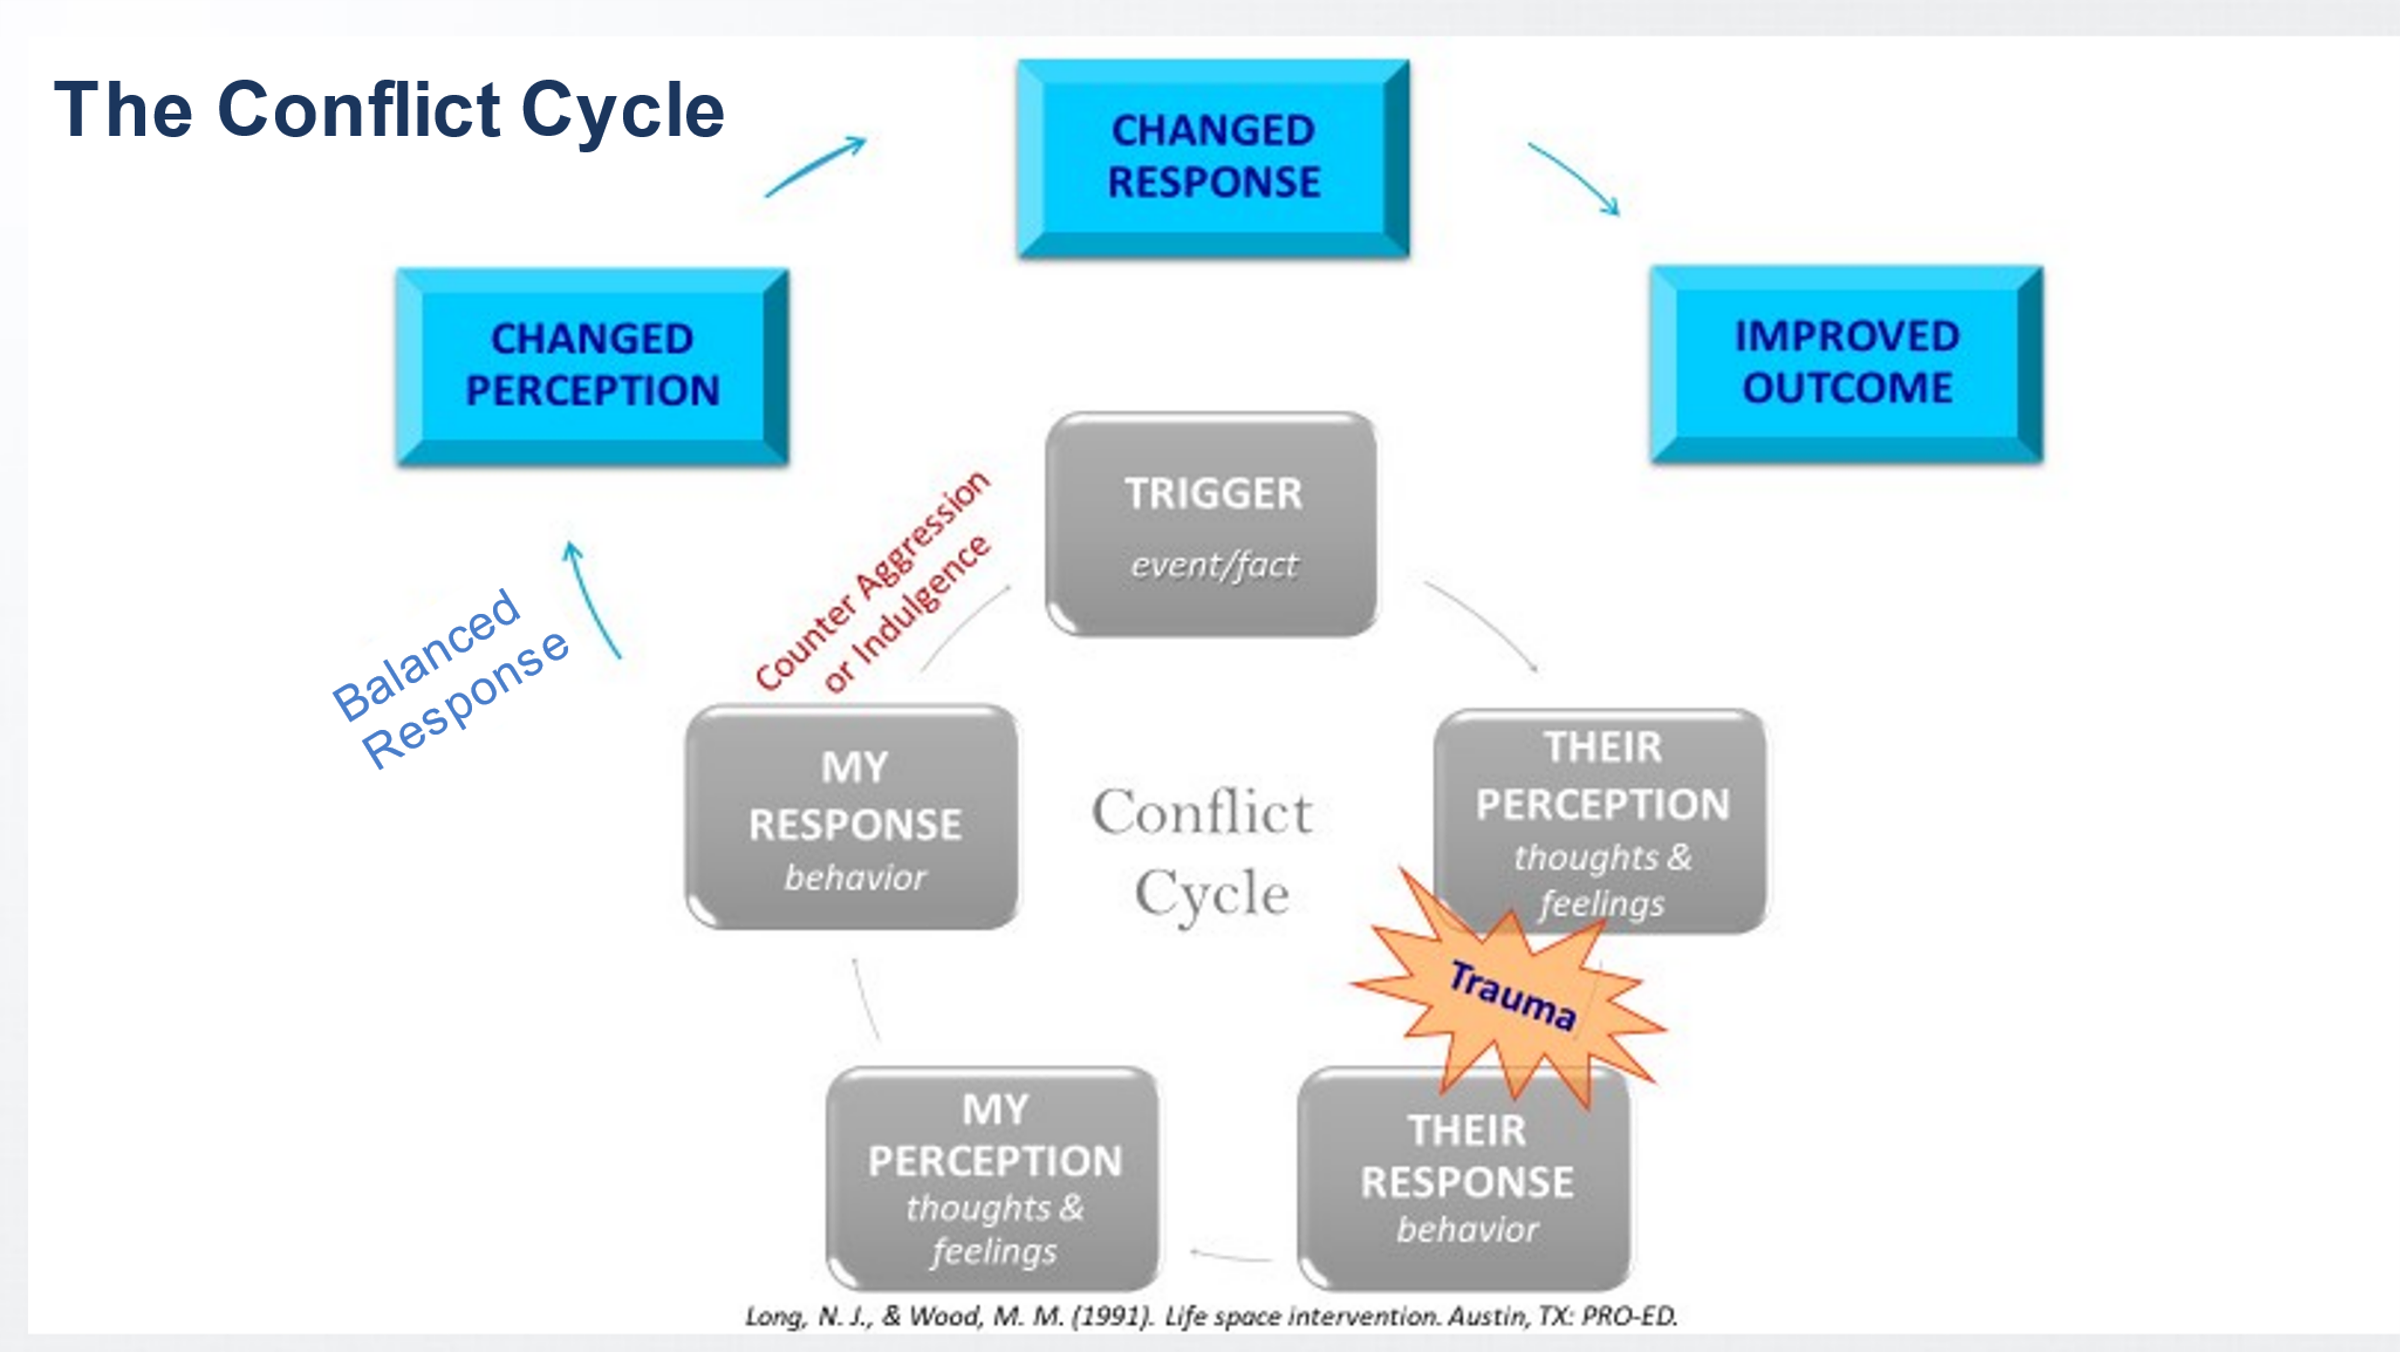 The Conflict Cycle
CHANGED
RESPONSE
CHANGED
PERCEPTION
IMPROVED
OUTCOME
Balanced
Response
Counter Aggression
or Indulgence
TRIGGER
event/fact
THEIR
PERCEPTION
thoughts &
feelings
Trauma
THEIR
RESPONSE
behavior
MY
PERCEPTION
thoughts &
feelings
MY
RESPONSE
behavior
Conflict
Cycle
Long, N. J., & Wood, M. M. (1991). Life space intervention. Austin, TX: PRO-ED.